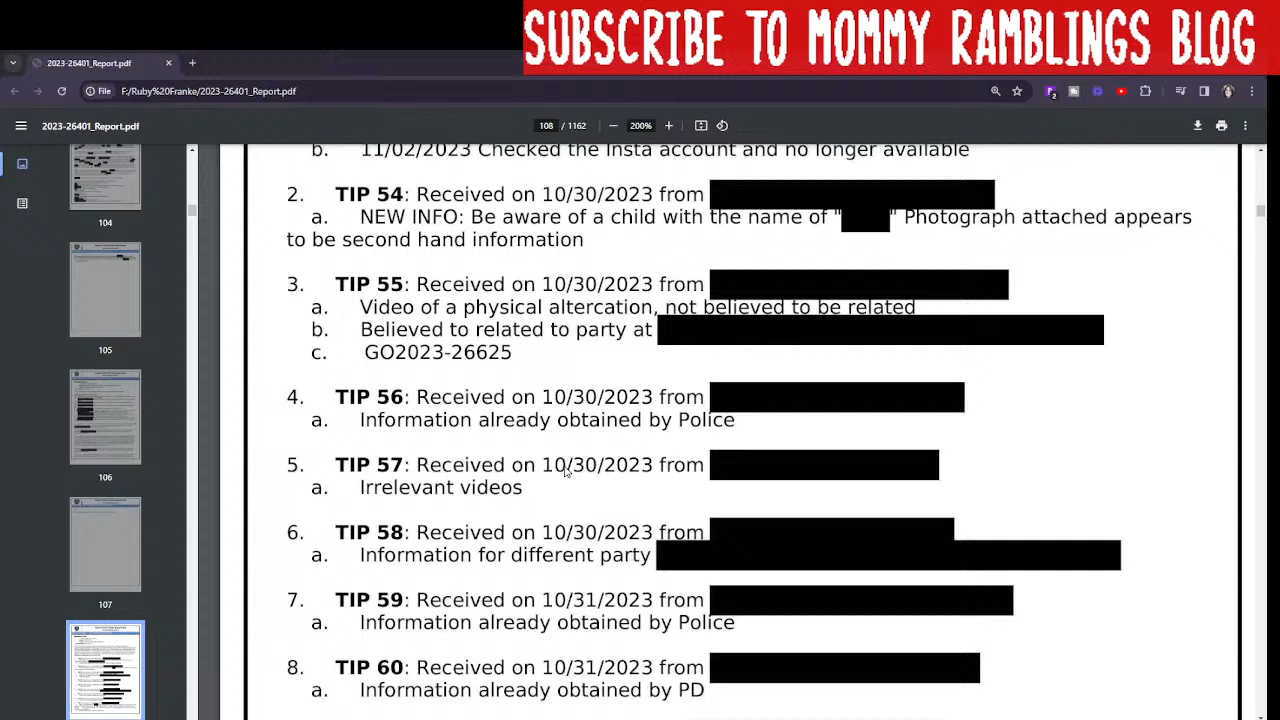 SUBSCRIBE TO MOMMY RAMBLINGS BLOG
2023-26401_Report.pdf
File F:/Ruby%20Franke/2023-26401_Report.pdf
2023-26401_Report.pdf
108 / 1162
200%
104
105
106
107
b. 11/02/2023 Checked the Insta account and no longer available
2. TIP 54: Received on 10/30/2023 from
a. NEW INFO: Be aware of a child with the name of " " Photograph attached appears
to be second hand information
3. TIP 55: Received on 10/30/2023 from
a. Video of a physical altercation, not believed to be related
b. Believed to related to party at
c. GO2023-26625
4. TIP 56: Received on 10/30/2023 from
a. Information already obtained by Police
5. TIP 57: Received on 10/30/2023 from
a. Irrelevant videos
6. TIP 58: Received on 10/30/2023 from
a. Information for different party
7. TIP 59: Received on 10/31/2023 from
a. Information already obtained by Police
8. TIP 60: Received on 10/31/2023 from
a. Information already obtained by PD